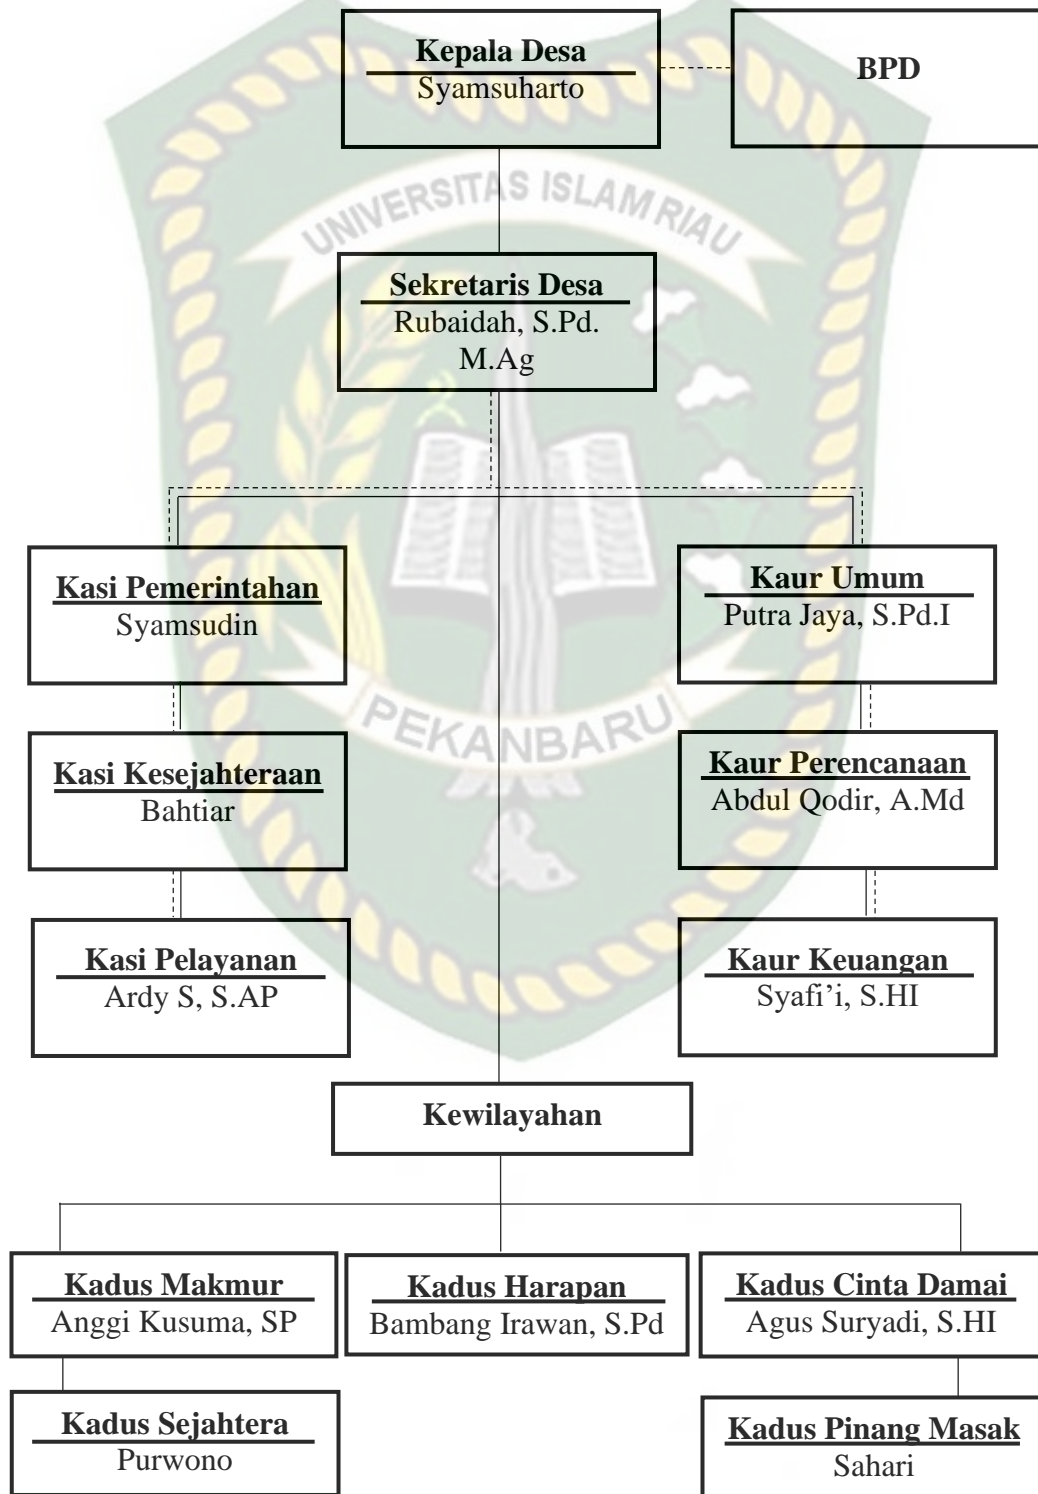 Kepala Desa
Syamsuharto
BPD
UNIVERSITAS ISLAM RIAU
Sekretaris Desa
Rubaidah, S.Pd.
M.Ag
Kasi Pemerintahan
Syamsudin
Kaur Umum
Putra Jaya, S.Pd.I
PEKANBARU
Kasi Kesejahteraan
Bahtiar
Kaur Perencanaan
Abdul Qodir, A.Md
Kasi Pelayanan
Ardy S, S.AP
Kaur Keuangan
Syafi’i, S.HI
Kewilayahan
Kadus Makmur
Anggi Kusuma, SP
Kadus Harapan
Bambang Irawan, S.Pd
Kadus Cinta Damai
Agus Suryadi, S.HI
Kadus Sejahtera
Purwono
Kadus Pinang Masak
Sahari